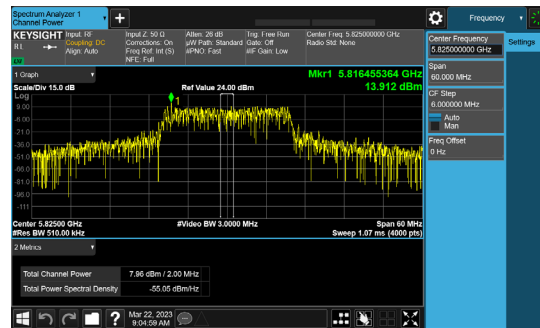 Spectrum Analyzer 1
Channel Power
+
Frequency
KEYSIGHT
Input: RF
Coupling: DC
Align: Auto
Input Z: 50 Ω
Corrections: On
Freq Ref: Int (S)
NFE: Full
Atten: 26 dB
µW Path: Standard
#PNO: Fast
Trig: Free Run
Gate: Off
#IF Gain: Low
Center Freq: 5.825000000 GHz
Radio Std: None
RL
Center Frequency
5.825000000 GHz
Settings
Span
60.000 MHz
CF Step
6.000000 MHz
Auto
Man
Freq Offset
0 Hz
1 Graph
Mkr1 5.816455364 GHz
Scale/Div 15.0 dB
Ref Value 24.00 dBm
13.912 dBm
Log
1
9.00
-6.00
-21.0
-36.0
-51.0
-66.0
-81.0
-96.0
-111
Center 5.82500 GHz
#Video BW 3.0000 MHz
Span 60 MHz
#Res BW 510.00 kHz
Sweep 1.07 ms (4000 pts)
2 Metrics
Total Channel Power
7.96 dBm / 2.00 MHz
Total Power Spectral Density
-55.05 dBm/Hz
?
Mar 22, 2023
9:04:59 AM